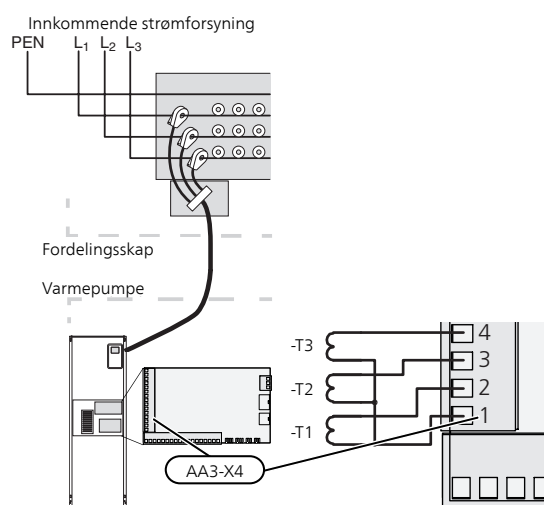 Innkommende strømforsyning
PEN L1 L2 L3
Fordelingsskap
Varmepumpe
-T3
-T2
-T1
4
3
2
1
AA3-X4